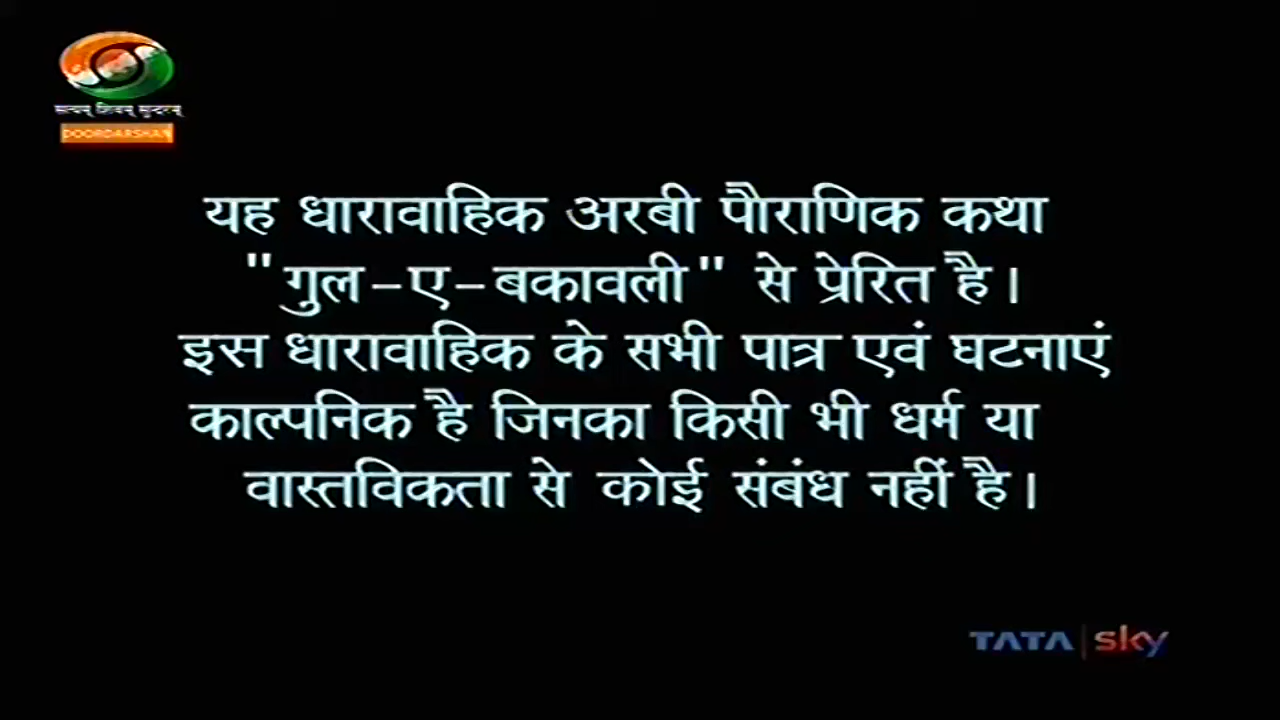 सत्यम् शिवम् सुन्दरम्
DOORDARSHAN
यह धारावाहिक अरबी पौराणिक कथा
"गुल-ए-बकावली" से प्रेरित है।
इस धारावाहिक के सभी पात्र एवं घटनाएं
काल्पनिक है जिनका किसी भी धर्म या
वास्तविकता से कोई संबंध नहीं है।
TATA sky